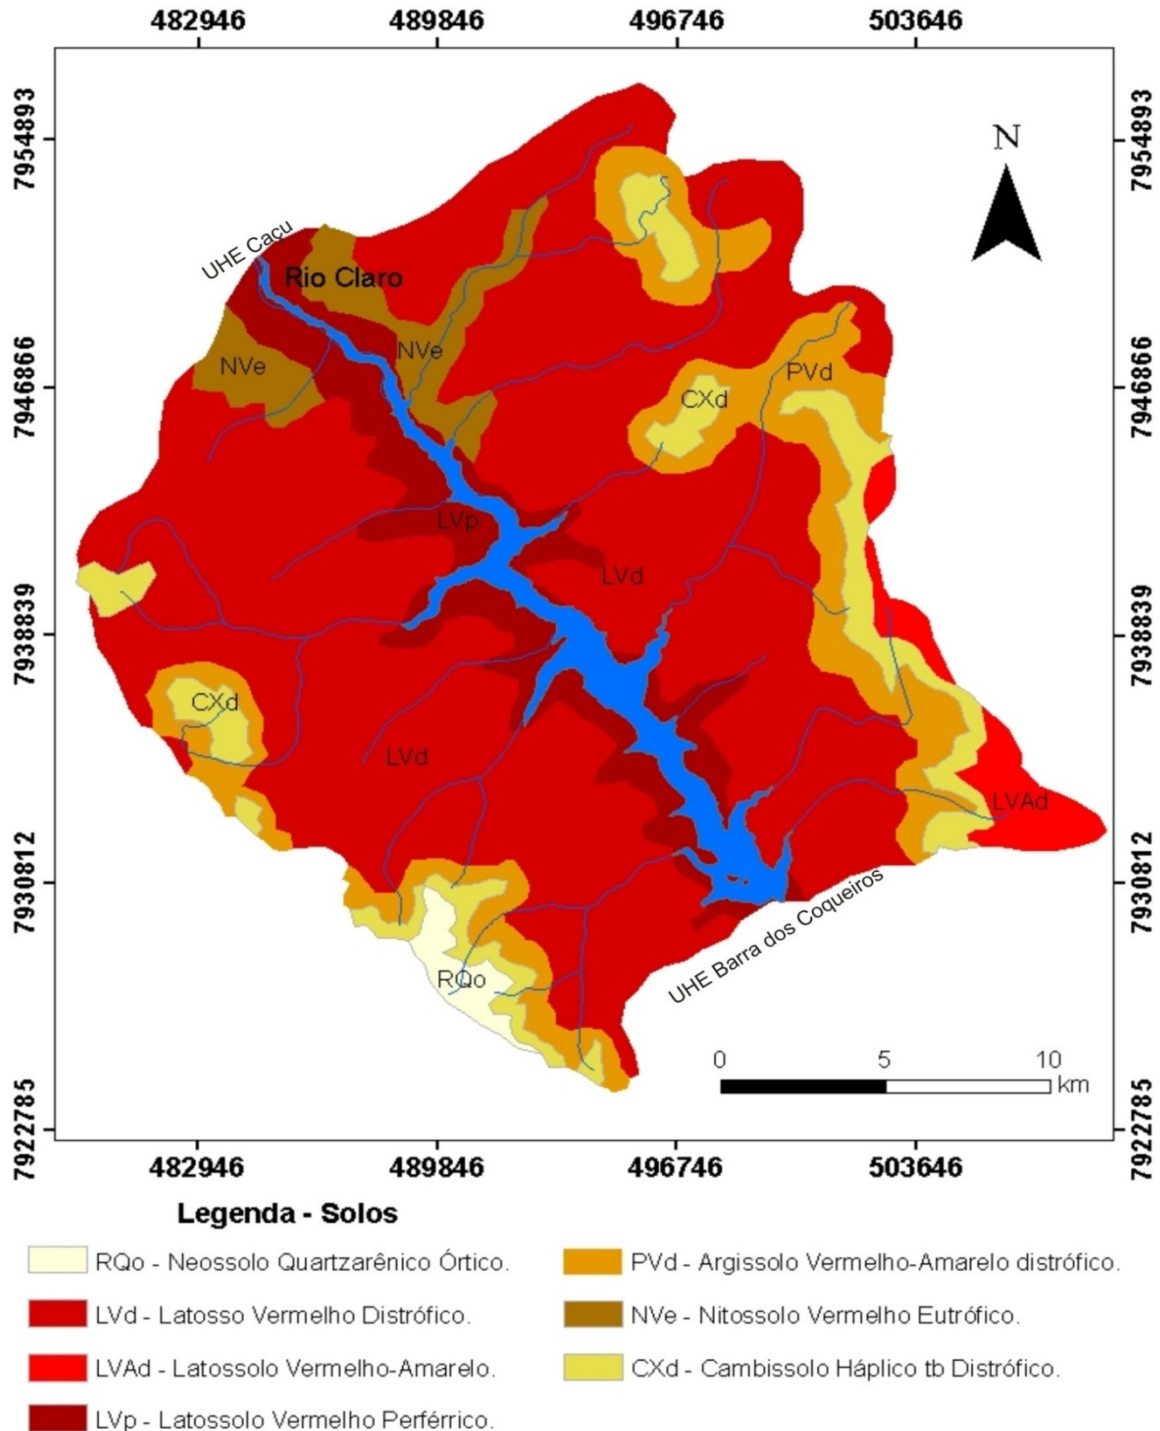 482946 489846 496746 503646
7954893 7954893
N
UHE Caçu
Rio Claro
NVe NVe
7946866 7946866
PVd
CXd
LVp
LVd
7938839 7938839
CXd
LVd
LVAd
7930812 7930812
RQo
UHE Barra dos Coqueiros
0 5 10
km
7922785 7922785
482946 489846 496746 503646
Legenda - Solos
RQo - Neossolo Quartzarênico Órtico.
LVd - Latosso Vermelho Distrófico.
LVAd - Latossolo Vermelho-Amarelo.
LVp - Latossolo Vermelho Perférrico.
PVd - Argissolo Vermelho-Amarelo distrófico.
NVe - Nitossolo Vermelho Eutrófico.
CXd - Cambissolo Háplico tb Distrófico.